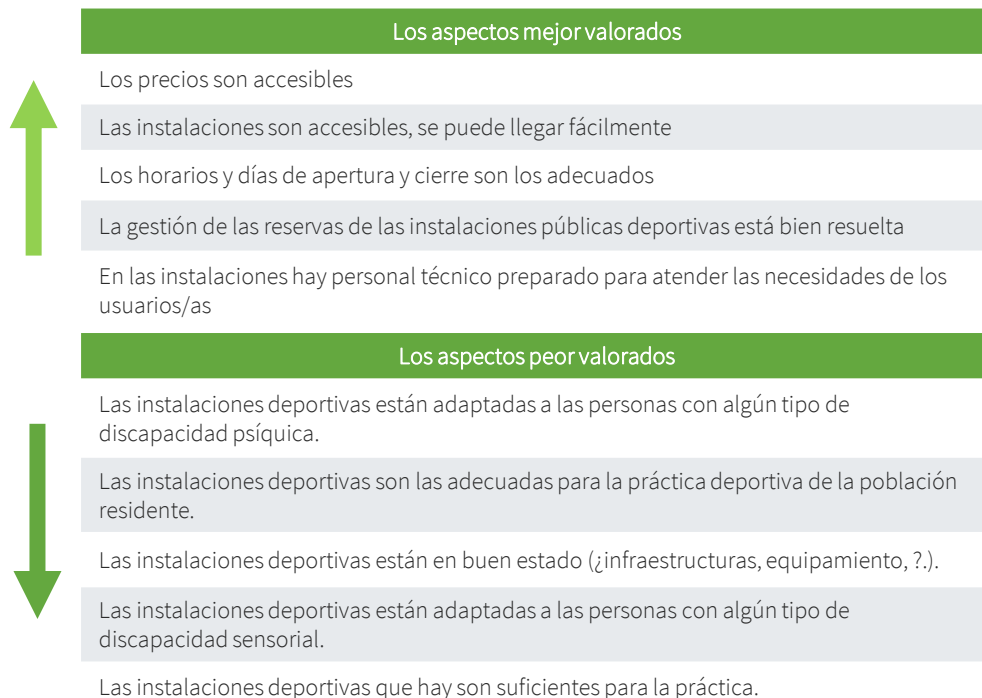 Los aspectos mejor valorados
Los precios son accesibles
Las instalaciones son accesibles, se puede llegar fácilmente
Los horarios y días de apertura y cierre son los adecuados
La gestión de las reservas de las instalaciones públicas deportivas está bien resuelta
En las instalaciones hay personal técnico preparado para atender las necesidades de los
usuarios/as
Los aspectos peor valorados
Las instalaciones deportivas están adaptadas a las personas con algún tipo de
discapacidad psíquica.
Las instalaciones deportivas son las adecuadas para la práctica deportiva de la población
residente.
Las instalaciones deportivas están en buen estado (¿infraestructuras, equipamiento, ?.).
Las instalaciones deportivas están adaptadas a las personas con algún tipo de
discapacidad sensorial.
Las instalaciones deportivas que hay son suficientes para la práctica.